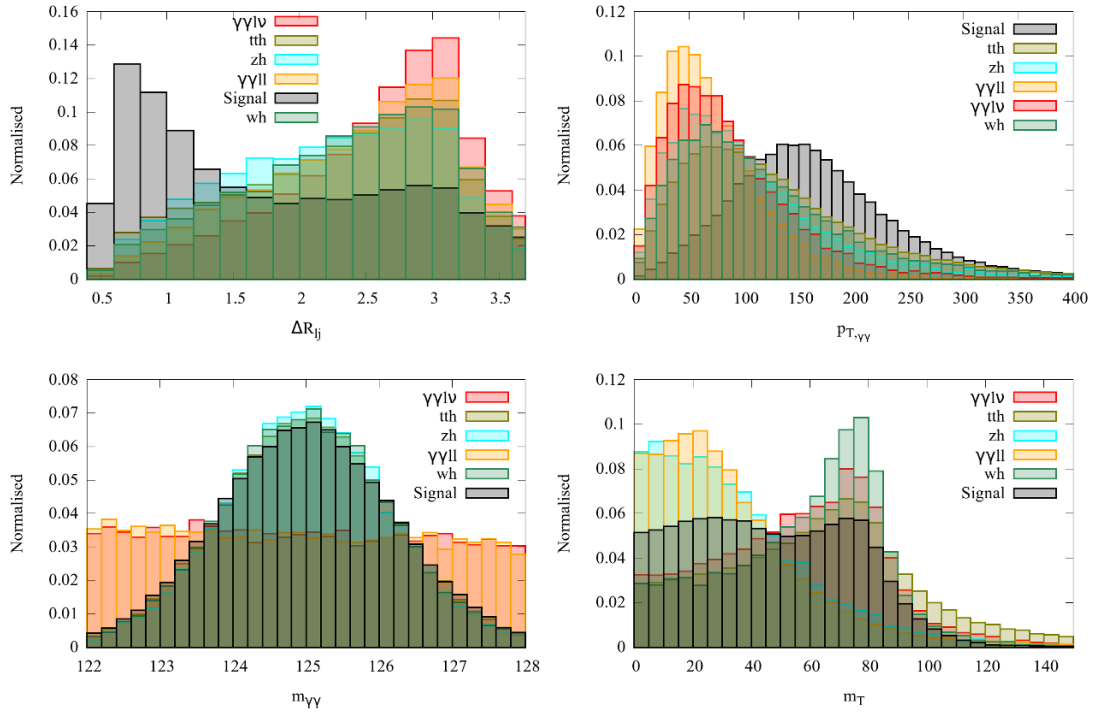 Normalised
0.16
0.14
0.12
0.1
0.08
0.06
0.04
0.02
0
γγlν
tth
zh
γγll
Signal
wh
0.5 1 1.5 2 2.5 3 3.5
ΔR_lj
Normalised
0.12
0.1
0.08
0.06
0.04
0.02
0
Signal
tth
zh
γγll
γγlν
wh
0 50 100 150 200 250 300 350 400
p_T,γγ
Normalised
0.08
0.07
0.06
0.05
0.04
0.03
0.02
0.01
0
γγlν
tth
zh
γγll
wh
Signal
122 123 124 125 126 127 128
m_γγ
Normalised
0.12
0.1
0.08
0.06
0.04
0.02
0
γγlν
tth
zh
γγll
wh
Signal
0 20 40 60 80 100 120 140
m_T